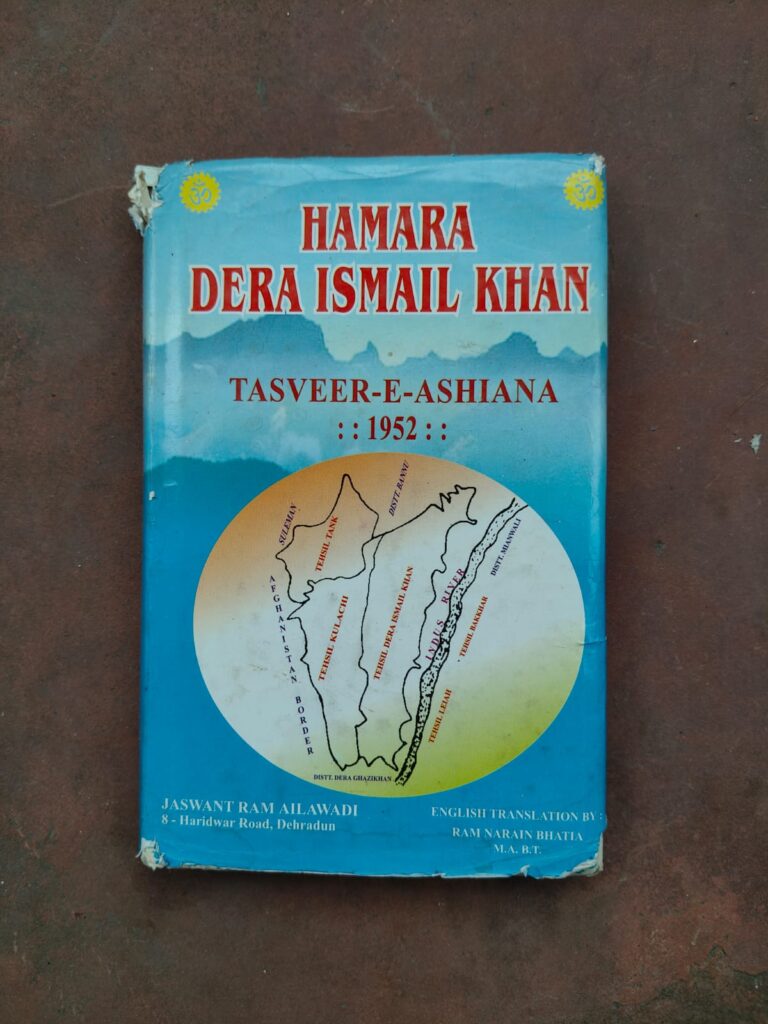 ॐ
ॐ
HAMARA
DERA ISMAIL KHAN
TASVEER-E-ASHIANA
: : 1952 : :
SULEMAN
TEHSIL TANK
DISTT. BANNU
DISTT. MIANWALI
AFGHANISTAN BORDER
TEHSIL KULACHI
TEHSIL DERA ISMAIL KHAN
INDUS RIVER
TEHSIL BAKKHAR
TEHSIL LEIAH
DISTT. DERA GHAZIKHAN
JASWANT RAM AILAWADI
8 - Haridwar Road, Dehradun
ENGLISH TRANSLATION BY :
RAM NARAIN BHATIA
M.A. B.T.